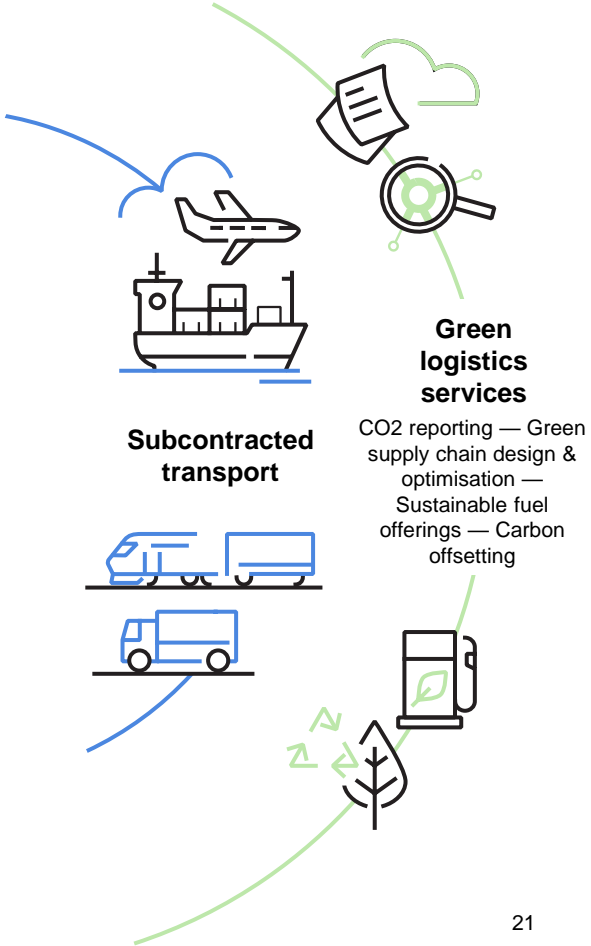 Green
logistics
services
CO2 reporting — Green
supply chain design &
optimisation —
Sustainable fuel
offerings — Carbon
offsetting
Subcontracted
transport
21